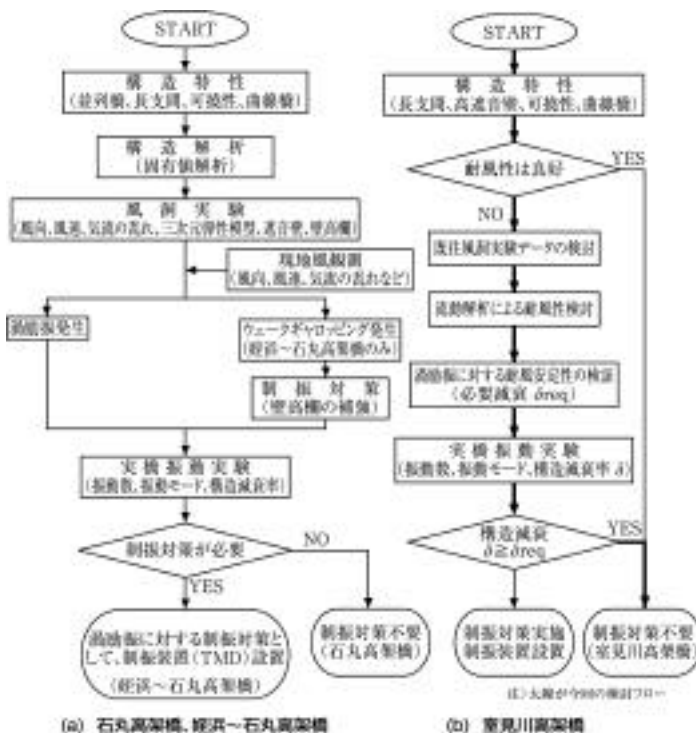 START
構造特性
(並列橋、長支間、可撓性、曲線橋)
構造解析
(固有値解析)
風洞実験
(風向、風速、気流の乱れ、三次元弾性模型、遮音壁、壁高欄)
現地風観測
(風向、風速、気流の乱れなど)
渦励振発生
ウェークギャロッピング発生
(姪浜～石丸高架橋のみ)
制振対策
(壁高欄の補強)
実橋振動実験
(振動数、振動モード、構造減衰率)
制振対策が必要
NO
YES
渦励振に対する制振対策と
して、制振装置(TMD)設置
(姪浜～石丸高架橋)
制振対策不要
(石丸高架橋)
(a) 石丸高架橋、姪浜～石丸高架橋
START
構造特性
(長支間、高遮音壁、可撓性、曲線橋)
耐風性は良好
YES
NO
既往風洞実験データの検討
流動解析による耐風性検討
渦励振に対する耐風安定性の検証
(必要減衰 δreq)
実橋振動実験
(振動数、振動モード、構造減衰率 δ)
構造減衰
δ≧δreq
YES
制振対策実施
制振装置設置
制振対策不要
(室見川高架橋)
注) 太線が今回の検討フロー
(b) 室見川高架橋